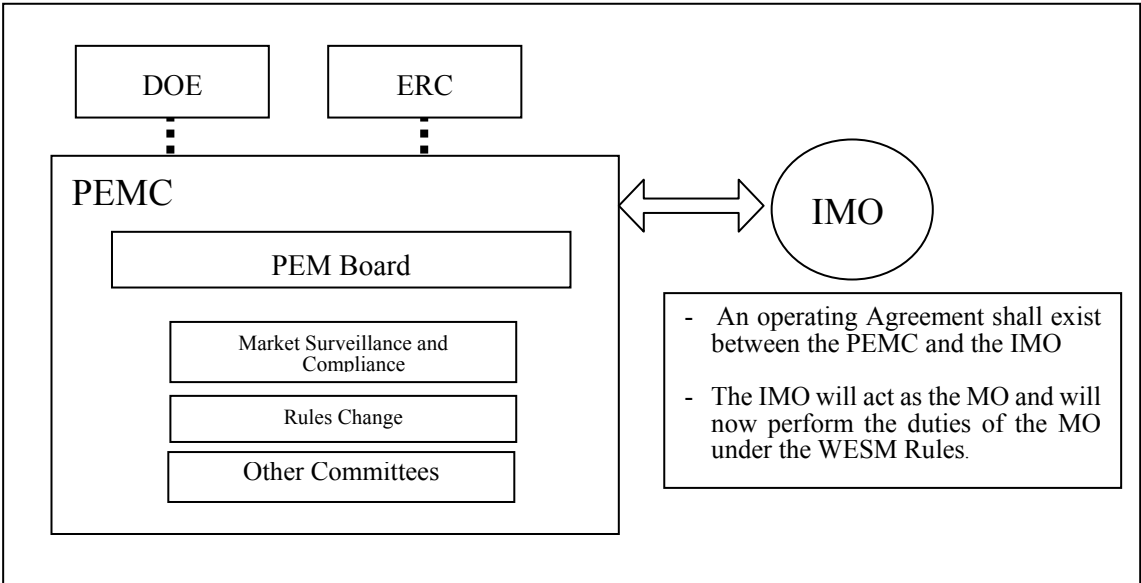 DOE
ERC
PEMC
IMO
PEM Board
Market Surveillance and
Compliance
Rules Change
Other Committees
- An operating Agreement shall exist
between the PEMC and the IMO
- The IMO will act as the MO and will
now perform the duties of the MO
under the WESM Rules.